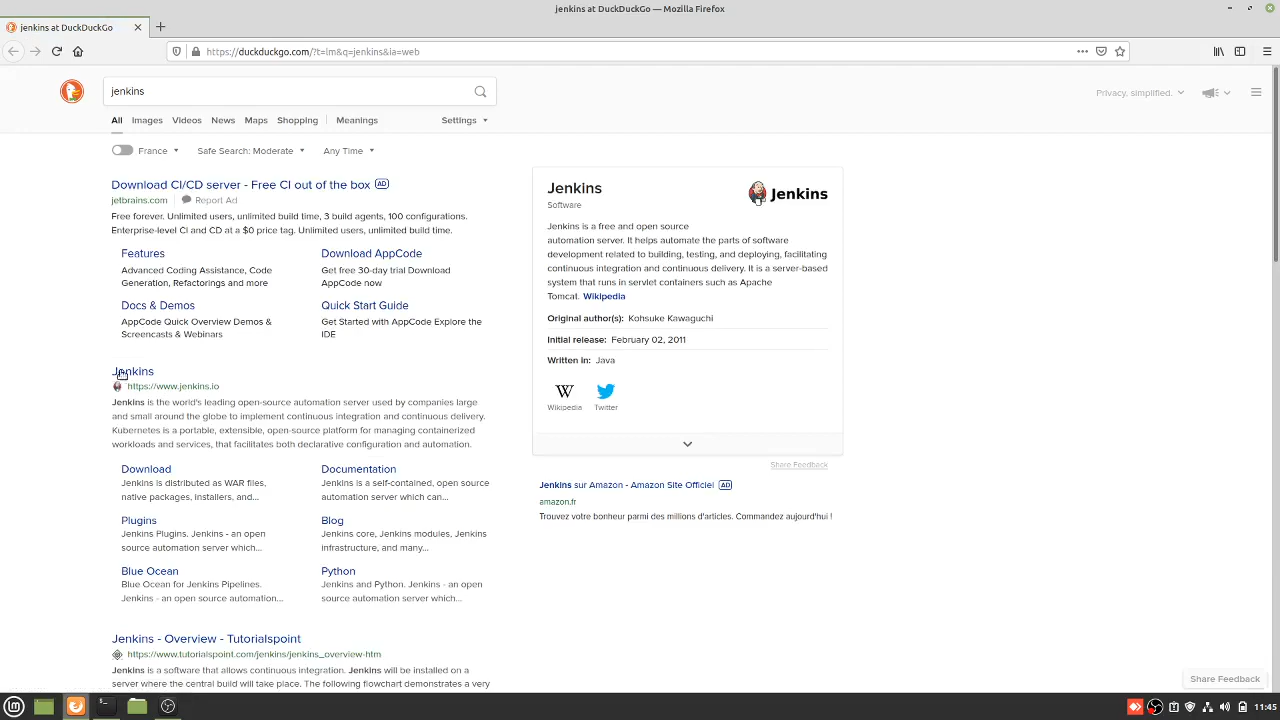 jenkins at DuckDuckGo — Mozilla Firefox
jenkins at DuckDuckGo
https://duckduckgo.com/?t=lm&q=jenkins&ia=web
jenkins
Privacy, simplified.
All Images Videos News Maps Shopping Meanings Settings
France Safe Search: Moderate Any Time
Download CI/CD server - Free CI out of the box AD
jetbrains.com Report Ad
Free forever. Unlimited users, unlimited build time, 3 build agents, 100 configurations.
Enterprise-level CI and CD at a $0 price tag. Unlimited users, unlimited build time.
Features
Advanced Coding Assistance, Code
Generation, Refactorings and more
Download AppCode
Get free 30-day trial Download
AppCode now
Docs & Demos
AppCode Quick Overview Demos &
Screencasts & Webinars
Quick Start Guide
Get Started with AppCode Explore the
IDE
Jenkins
https://www.jenkins.io
Jenkins is the world's leading open-source automation server used by companies large
and small around the globe to implement continuous integration and continuous delivery.
Kubernetes is a portable, extensible, open-source platform for managing containerized
workloads and services, that facilitates both declarative configuration and automation.
Download
Jenkins is distributed as WAR files,
native packages, installers, and...
Documentation
Jenkins is a self-contained, open source
automation server which can...
Plugins
Jenkins Plugins. Jenkins - an open
source automation server which...
Blog
Jenkins core, Jenkins modules, Jenkins
infrastructure, and many...
Blue Ocean
Blue Ocean for Jenkins Pipelines.
Jenkins - an open source automation...
Python
Jenkins and Python. Jenkins - an open
source automation server which...
Jenkins - Overview - Tutorialspoint
https://www.tutorialspoint.com/jenkins/jenkins_overview-htm
Jenkins is a software that allows continuous integration. Jenkins will be installed on a
server where the central build will take place. The following flowchart demonstrates a very
Jenkins
Software
Jenkins
Jenkins is a free and open source
automation server. It helps automate the parts of software
development related to building, testing, and deploying, facilitating
continuous integration and continuous delivery. It is a server-based
system that runs in servlet containers such as Apache
Tomcat. Wikipedia
Original author(s): Kohsuke Kawaguchi
Initial release: February 02, 2011
Written in: Java
Wikipedia Twitter
Share Feedback
Jenkins sur Amazon - Amazon Site Officiel AD
amazon.fr
Trouvez votre bonheur parmi des millions d'articles. Commandez aujourd'hui !
Share Feedback
11:45